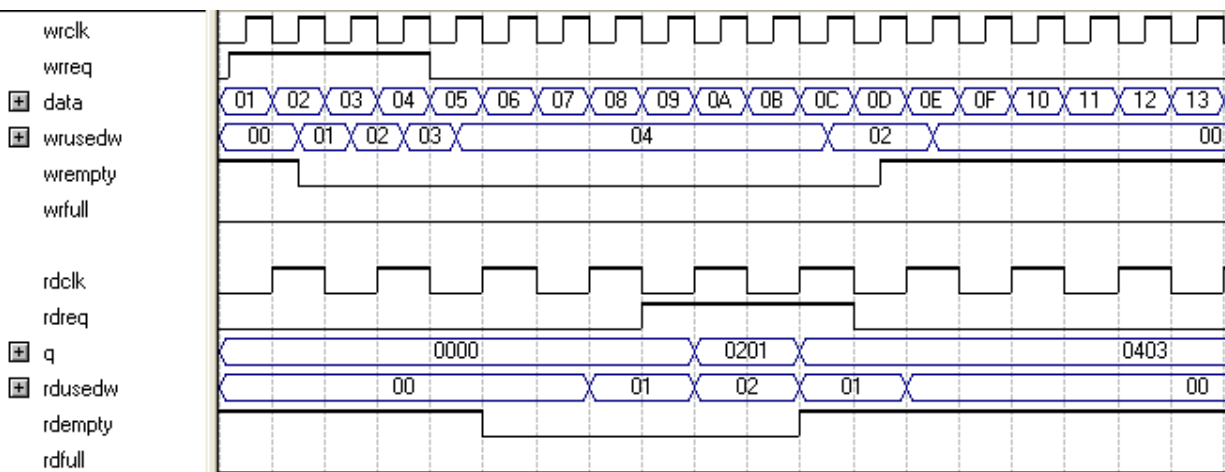 wrclk
wrreq
data 01 02 03 04 05 06 07 08 09 0A 0B 0C 0D 0E 0F 10 11 12 13
wrusedw 00 01 02 03 04 02 00
wrempty
wrfull
rdclk
rdreq
q 0000 0201 0403
rdusedw 00 01 02 01 00
rdempty
rdfull